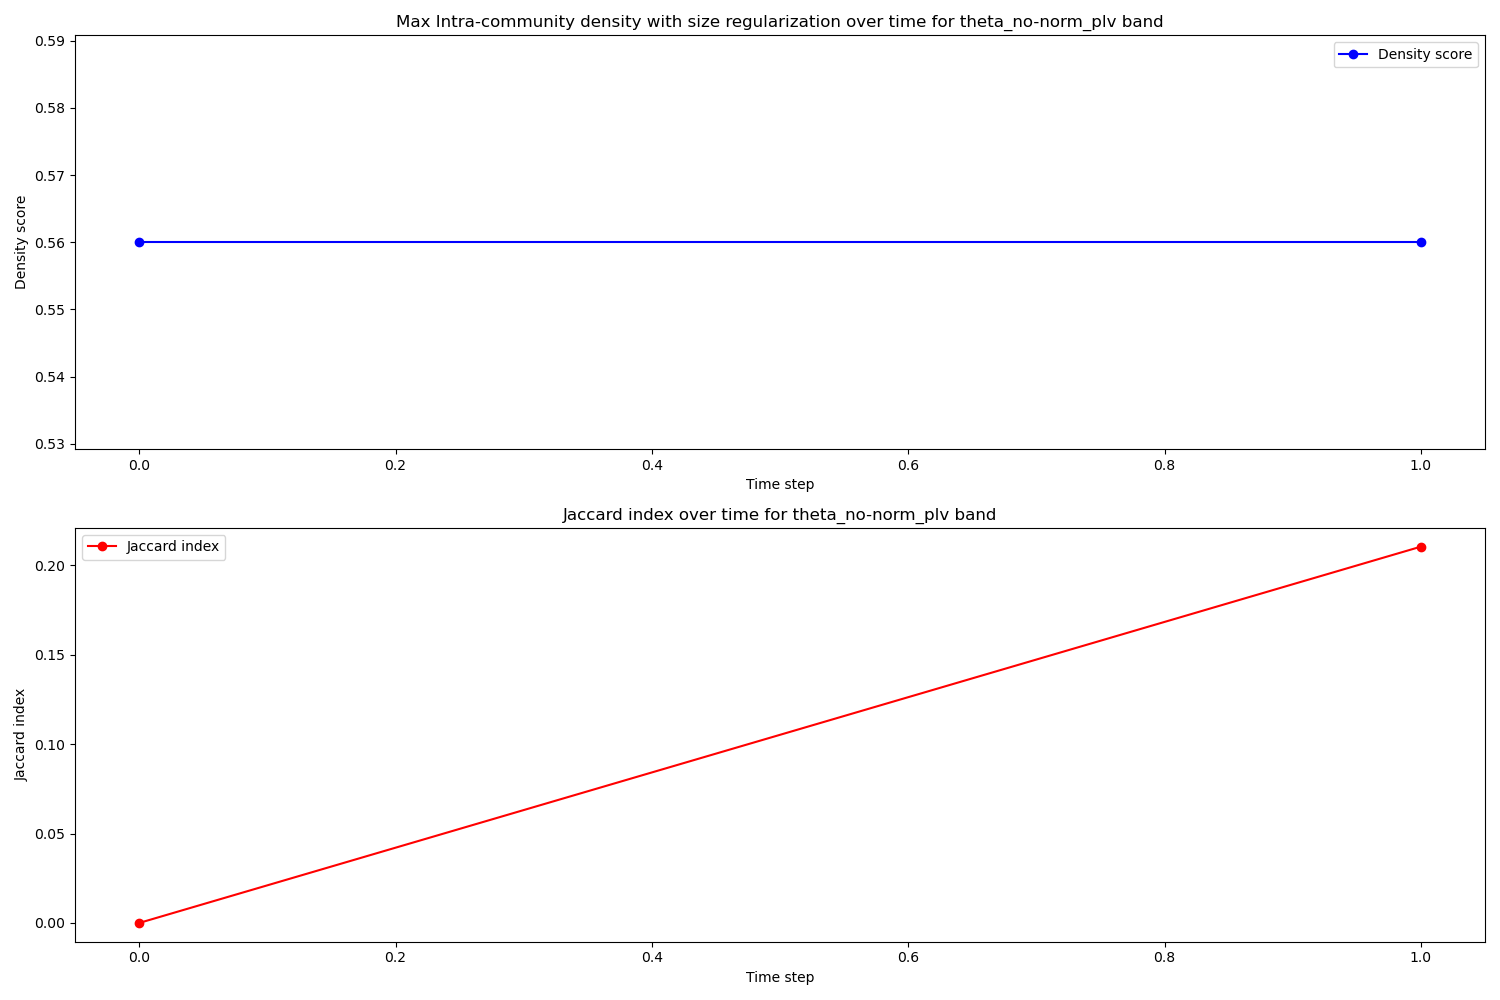 Max Intra-community density with size regularization over time for theta_no-norm_plv band
Density score
0.59
0.58
0.57
0.56
0.55
0.54
0.53
Density score
0.0 0.2 0.4 0.6 0.8 1.0
Time step
Jaccard index over time for theta_no-norm_plv band
Jaccard index
0.20
0.15
0.10
0.05
0.00
Jaccard index
0.0 0.2 0.4 0.6 0.8 1.0
Time step